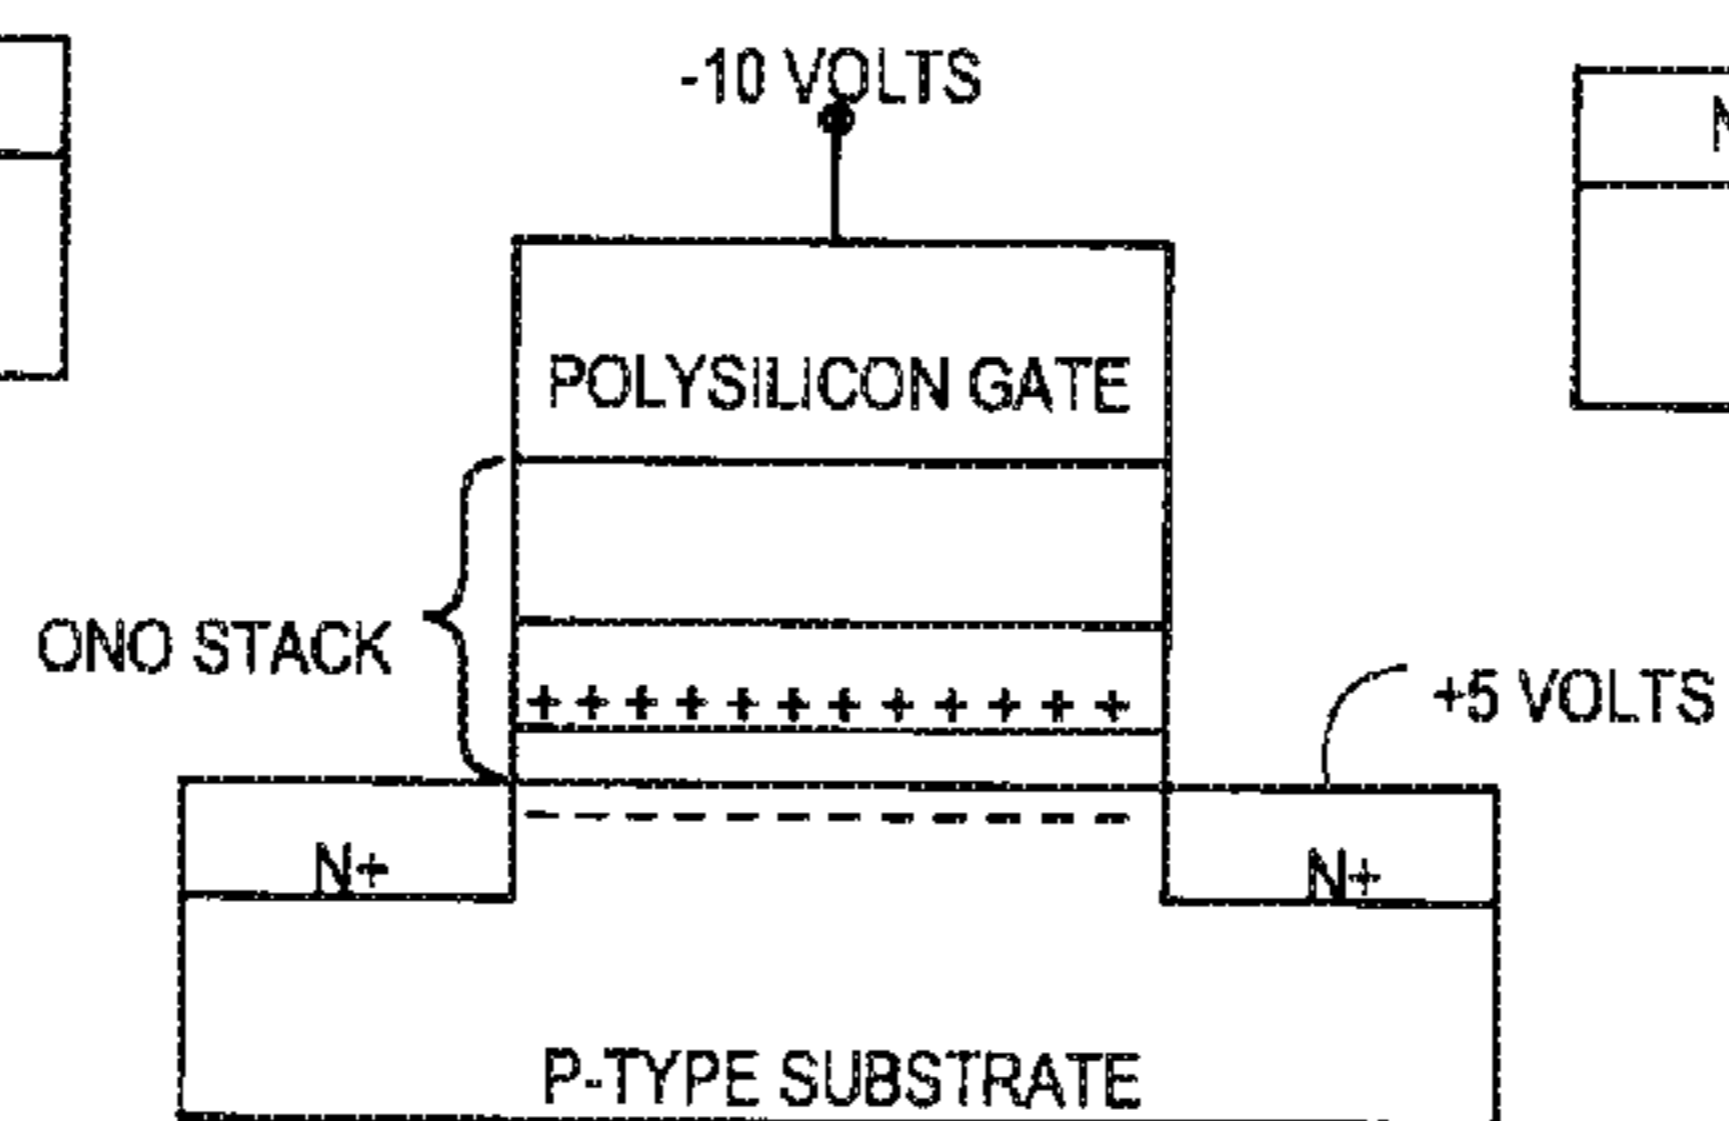 -10 VOLTS
POLYSILICON GATE
ONO STACK
+ + + + + + + + + + + +
+5 VOLTS
- - - - - - - - - - - -
N+
N+
P-TYPE SUBSTRATE